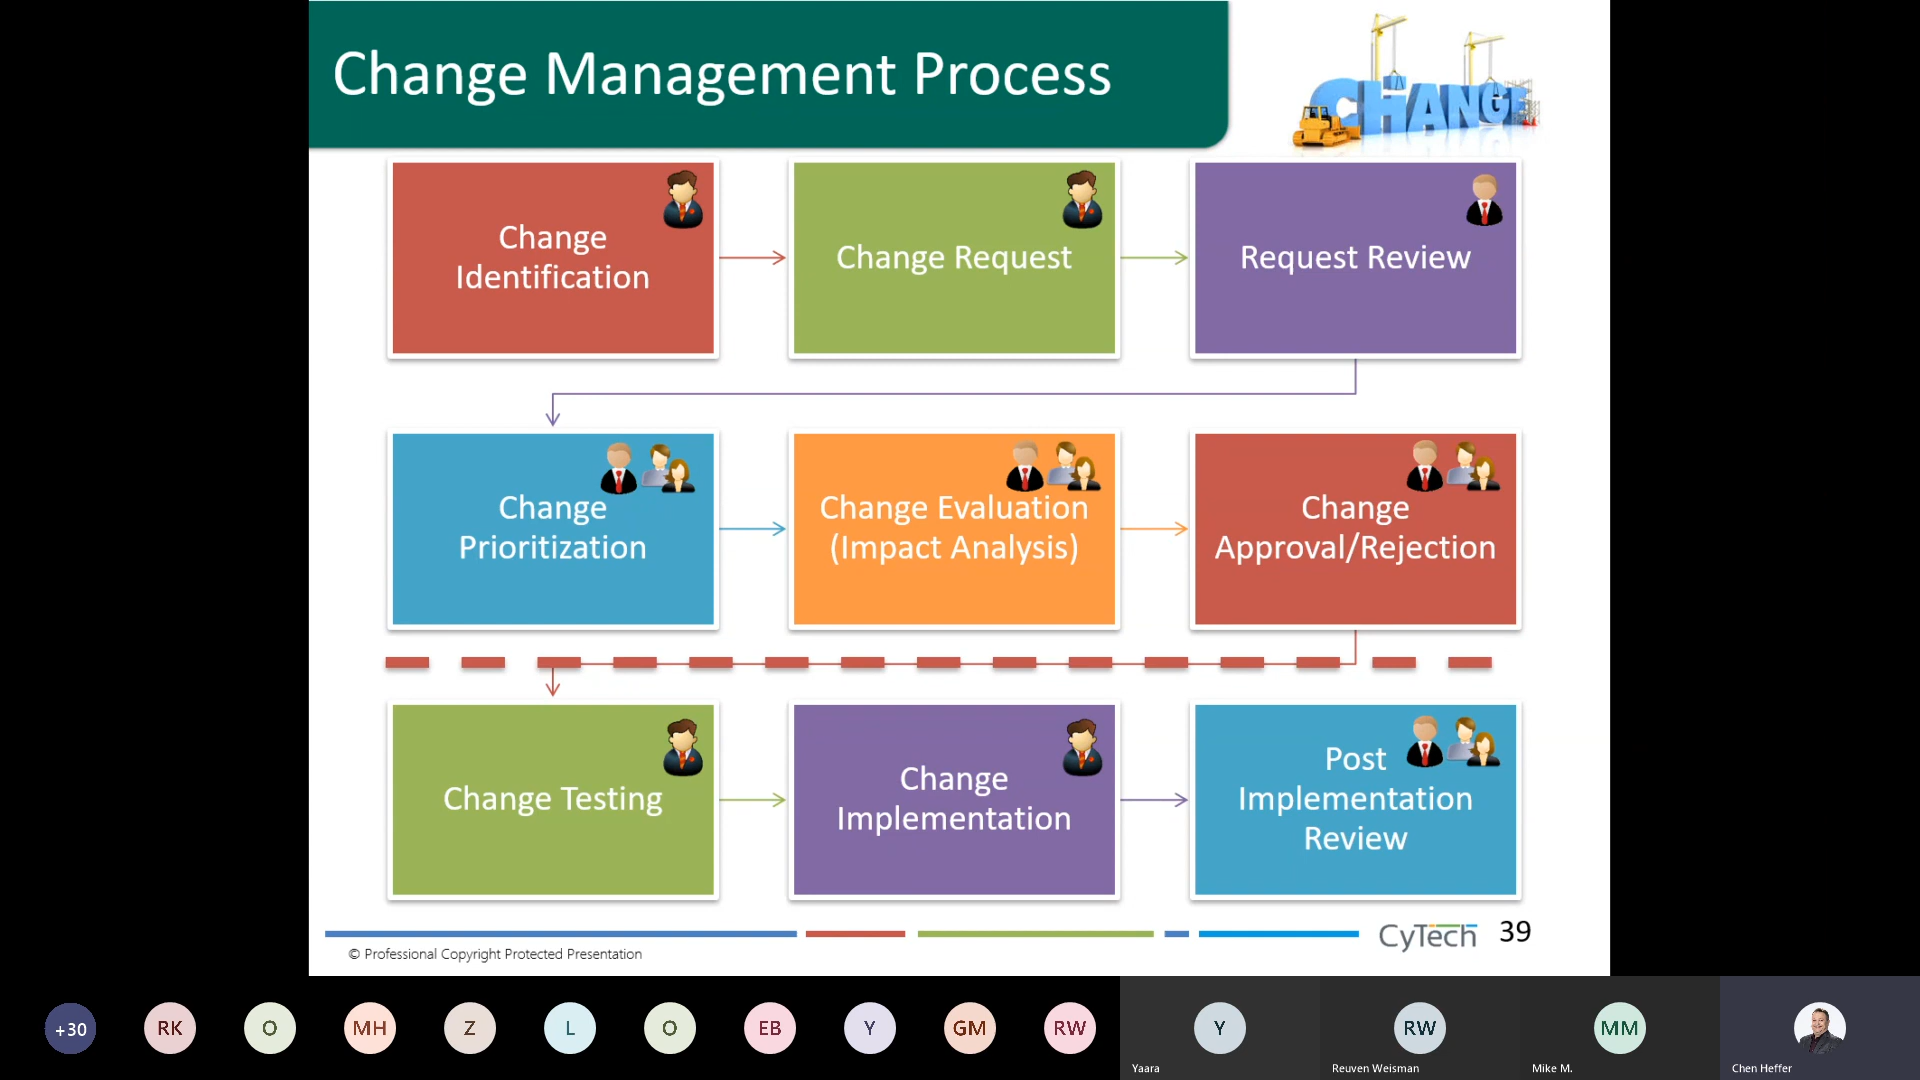 Change Management Process
CHANGE
Change
Identification
Change Request
Request Review
Change
Prioritization
Change Evaluation
(Impact Analysis)
Change
Approval/Rejection
Change Testing
Change
Implementation
Post
Implementation
Review
© Professional Copyright Protected Presentation
CyTech
39
+30
RK
O
MH
Z
L
O
EB
Y
GM
RW
Y
Yaara
RW
Reuven Weisman
MM
Mike M.
Chen Heffer